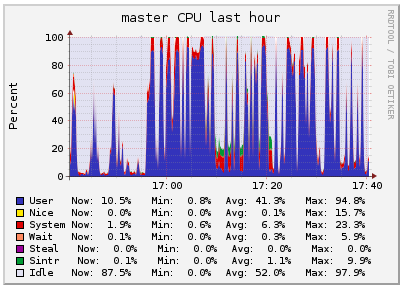 master CPU last hour
RRDTOOL / TOBI OETIKER
Percent
100
80
60
40
20
0
17:00 17:20 17:40
User Now: 10.5% Min: 0.8% Avg: 41.3% Max: 94.8%
Nice Now: 0.0% Min: 0.0% Avg: 0.1% Max: 15.7%
System Now: 1.9% Min: 0.6% Avg: 6.3% Max: 23.3%
Wait Now: 0.1% Min: 0.0% Avg: 0.3% Max: 5.9%
Steal Now: 0.0% Min: 0.0% Avg: 0.0% Max: 0.0%
Sintr Now: 0.1% Min: 0.0% Avg: 1.1% Max: 9.9%
Idle Now: 87.5% Min: 0.0% Avg: 52.0% Max: 97.9%